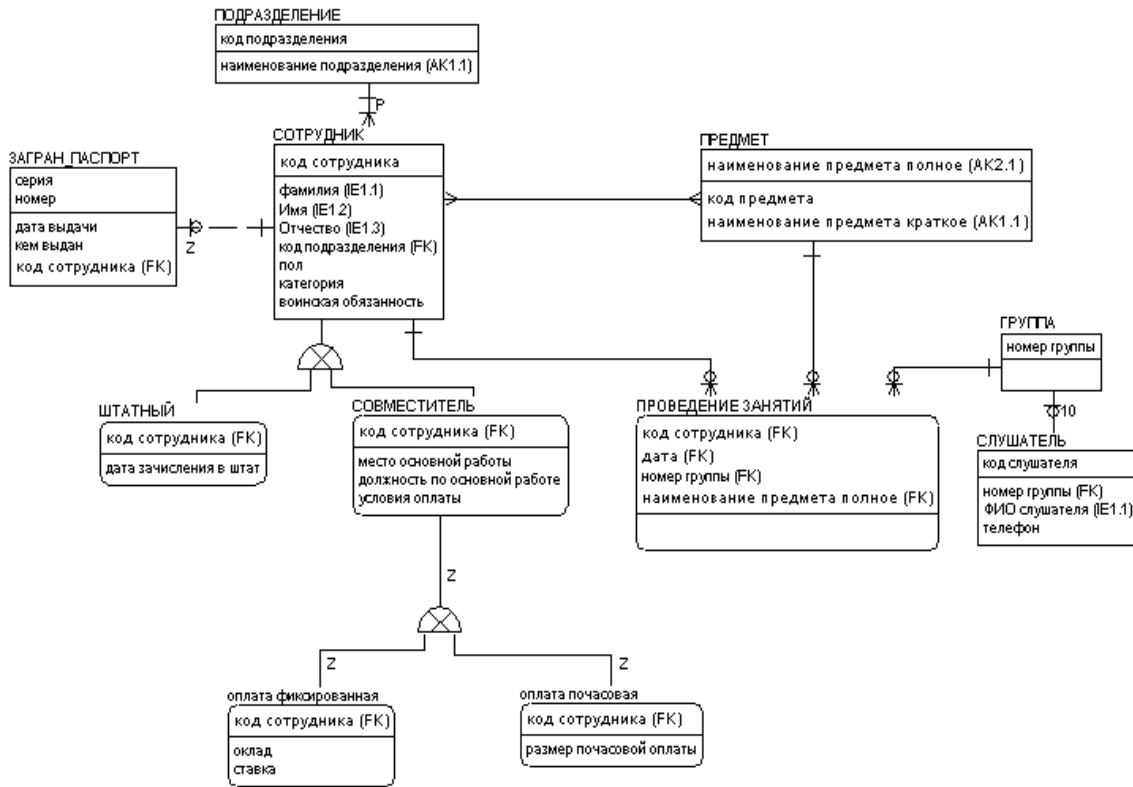 ПОДРАЗДЕЛЕНИЕ
код подразделения
наименование подразделения (AK1.1)
P
СОТРУДНИК
код сотрудника
фамилия (IE1.1)
Имя (IE1.2)
Отчество (IE1.3)
код подразделения (FK)
пол
категория
воинская обязанность
ЗАГРАН_ПАСПОРТ
серия
номер
дата выдачи
кем выдан
код сотрудника (FK)
Z
ПРЕДМЕТ
наименование предмета полное (AK2.1)
код предмета
наименование предмета краткое (AK1.1)
ГРУППА
номер группы
10
ШТАТНЫЙ
код сотрудника (FK)
дата зачисления в штат
СОВМЕСТИТЕЛЬ
код сотрудника (FK)
место основной работы
должность по основной работе
условия оплаты
ПРОВЕДЕНИЕ ЗАНЯТИЙ
код сотрудника (FK)
дата (FK)
номер группы (FK)
наименование предмета полное (FK)
СЛУШАТЕЛЬ
код слушателя
номер группы (FK)
ФИО слушателя (IE1.1)
телефон
Z
Z
Z
оплата фиксированная
код сотрудника (FK)
оклад
ставка
оплата почасовая
код сотрудника (FK)
размер почасовой оплаты